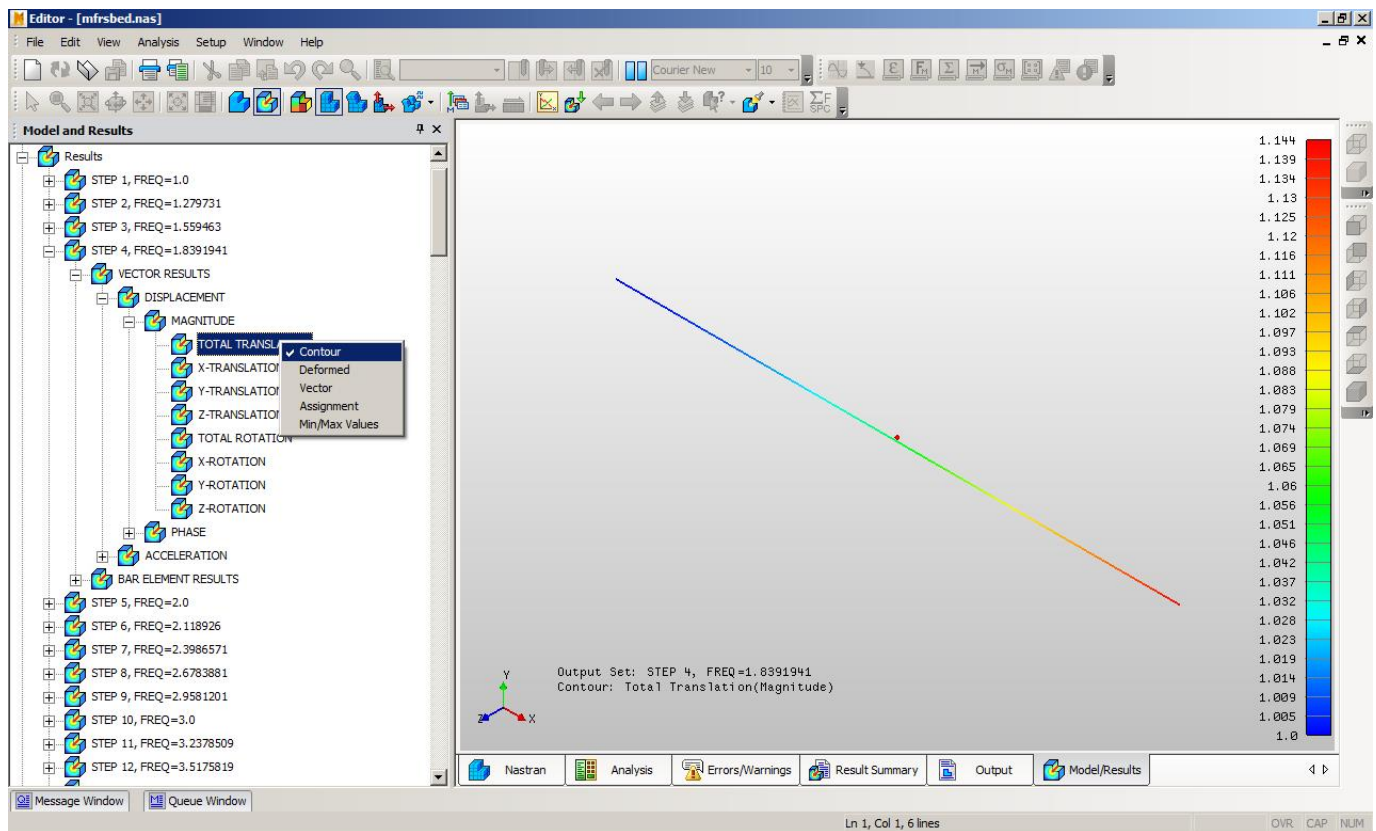 Editor - [mfrsbed.nas]
File Edit View Analysis Setup Window Help
Courier New 10
Model and Results
Results
STEP 1, FREQ=1.0
STEP 2, FREQ=1.279731
STEP 3, FREQ=1.559463
STEP 4, FREQ=1.8391941
VECTOR RESULTS
DISPLACEMENT
MAGNITUDE
TOTAL TRANSLA
X-TRANSLATION
Y-TRANSLATION
Z-TRANSLATION
TOTAL ROTATION
X-ROTATION
Y-ROTATION
Z-ROTATION
PHASE
ACCELERATION
BAR ELEMENT RESULTS
STEP 5, FREQ=2.0
STEP 6, FREQ=2.118926
STEP 7, FREQ=2.3986571
STEP 8, FREQ=2.6783881
STEP 9, FREQ=2.9581201
STEP 10, FREQ=3.0
STEP 11, FREQ=3.2378509
STEP 12, FREQ=3.5175819
Contour
Deformed
Vector
Assignment
Min/Max Values
1.144
1.139
1.134
1.13
1.125
1.12
1.116
1.111
1.106
1.102
1.097
1.093
1.088
1.083
1.079
1.074
1.069
1.065
1.06
1.056
1.051
1.046
1.042
1.037
1.032
1.028
1.023
1.019
1.014
1.009
1.005
1.0
Output Set: STEP 4, FREQ=1.8391941
Contour: Total Translation(Magnitude)
Y
Z X
Nastran Analysis Errors/Warnings Result Summary Output Model/Results
Message Window Queue Window
Ln 1, Col 1, 6 lines OVR CAP NUM